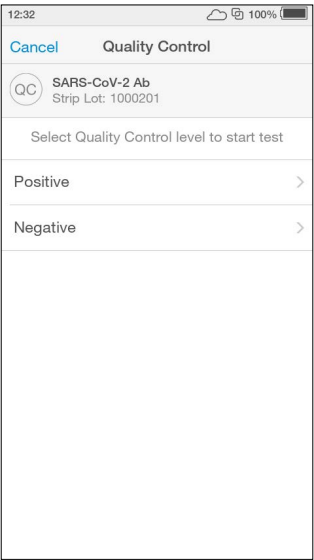 12:32 100%
Cancel Quality Control
QC SARS-CoV-2 Ab
Strip Lot: 1000201
Select Quality Control level to start test
Positive
Negative